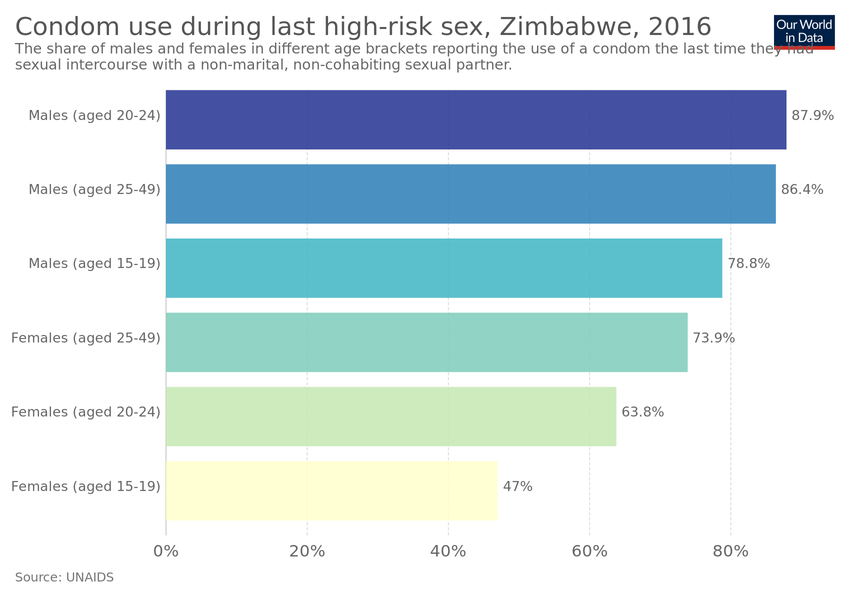 Condom use during last high-risk sex, Zimbabwe, 2016
Our World
in Data
The share of males and females in different age brackets reporting the use of a condom the last time they had
sexual intercourse with a non-marital, non-cohabiting sexual partner.
Males (aged 20-24)
87.9%
Males (aged 25-49)
86.4%
Males (aged 15-19)
78.8%
Females (aged 25-49)
73.9%
Females (aged 20-24)
63.8%
Females (aged 15-19)
47%
0%
20%
40%
60%
80%
Source: UNAIDS